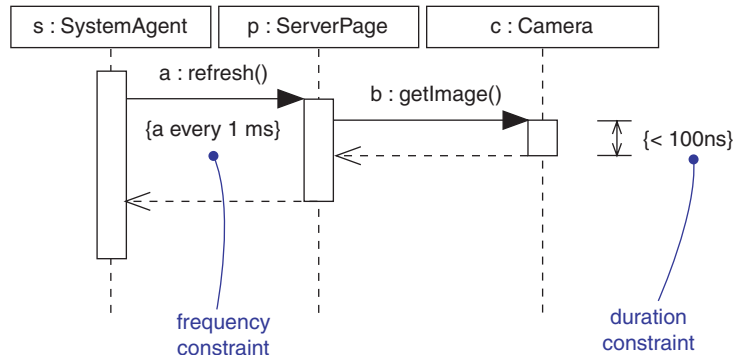 s : SystemAgent
p : ServerPage
c : Camera
a : refresh()
b : getImage()
{a every 1 ms}
{< 100ns}
frequency
constraint
duration
constraint